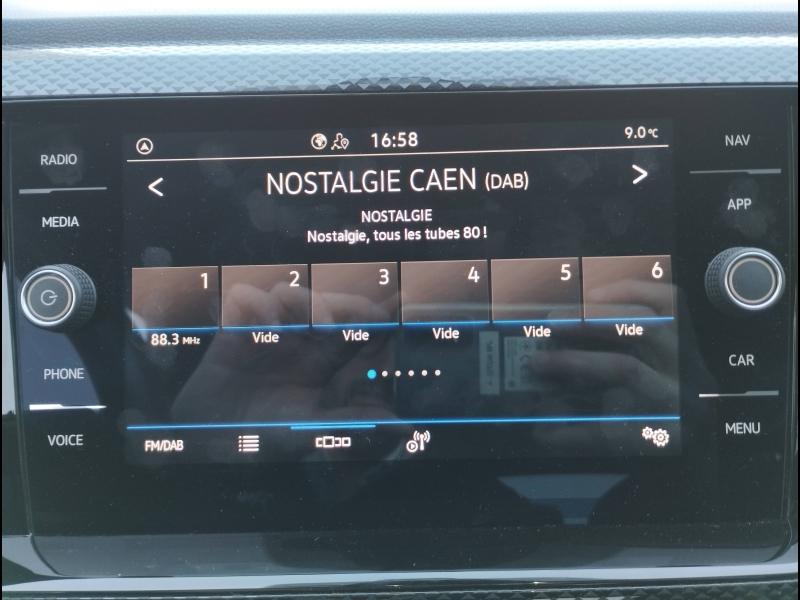 RADIO
MEDIA
PHONE
VOICE
16:58
9.0°C
NOSTALGIE CAEN (DAB)
NOSTALGIE
Nostalgie, tous les tubes 80 !
1 2 3 4 5 6
88.3 MHz Vide Vide Vide Vide Vide
FM/DAB
NAV
APP
CAR
MENU